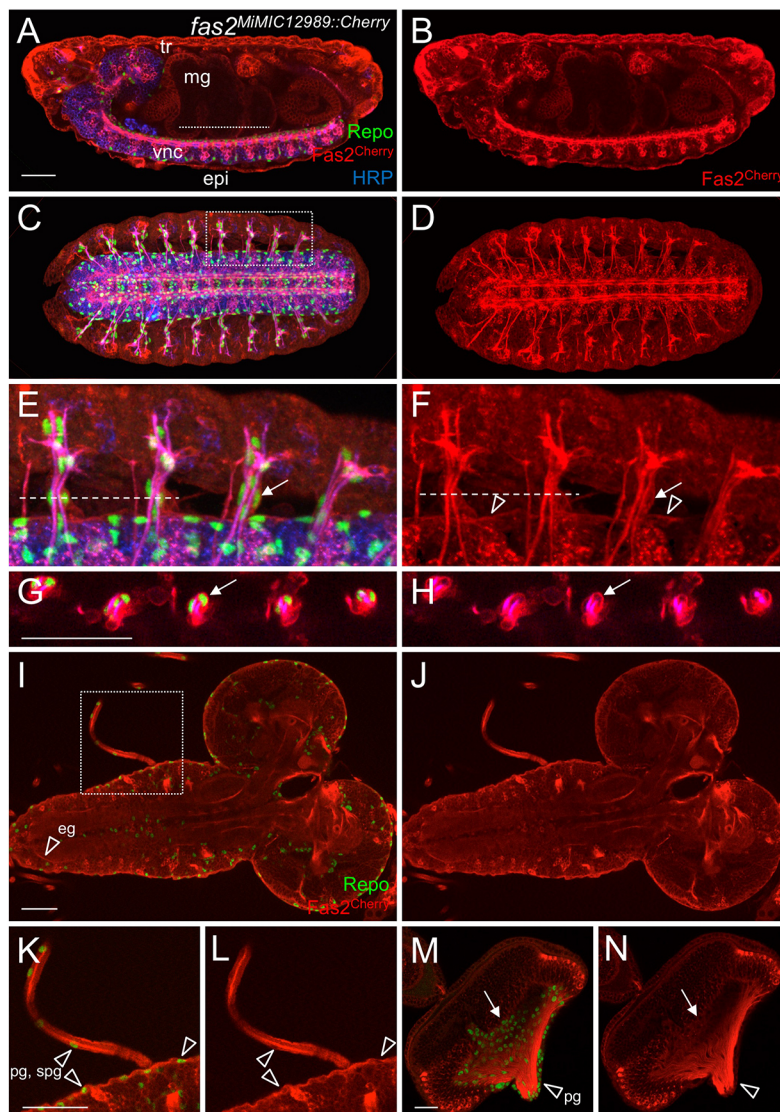 A
fas2MiMIC12989::Cherry
B
tr
mg
Repo
vnc
Fas2Cherry
Fas2Cherry
epi
HRP
C
D
E
F
G
H
I
J
eg
Repo
Fas2Cherry
K
L
M
N
pg, spg
pg